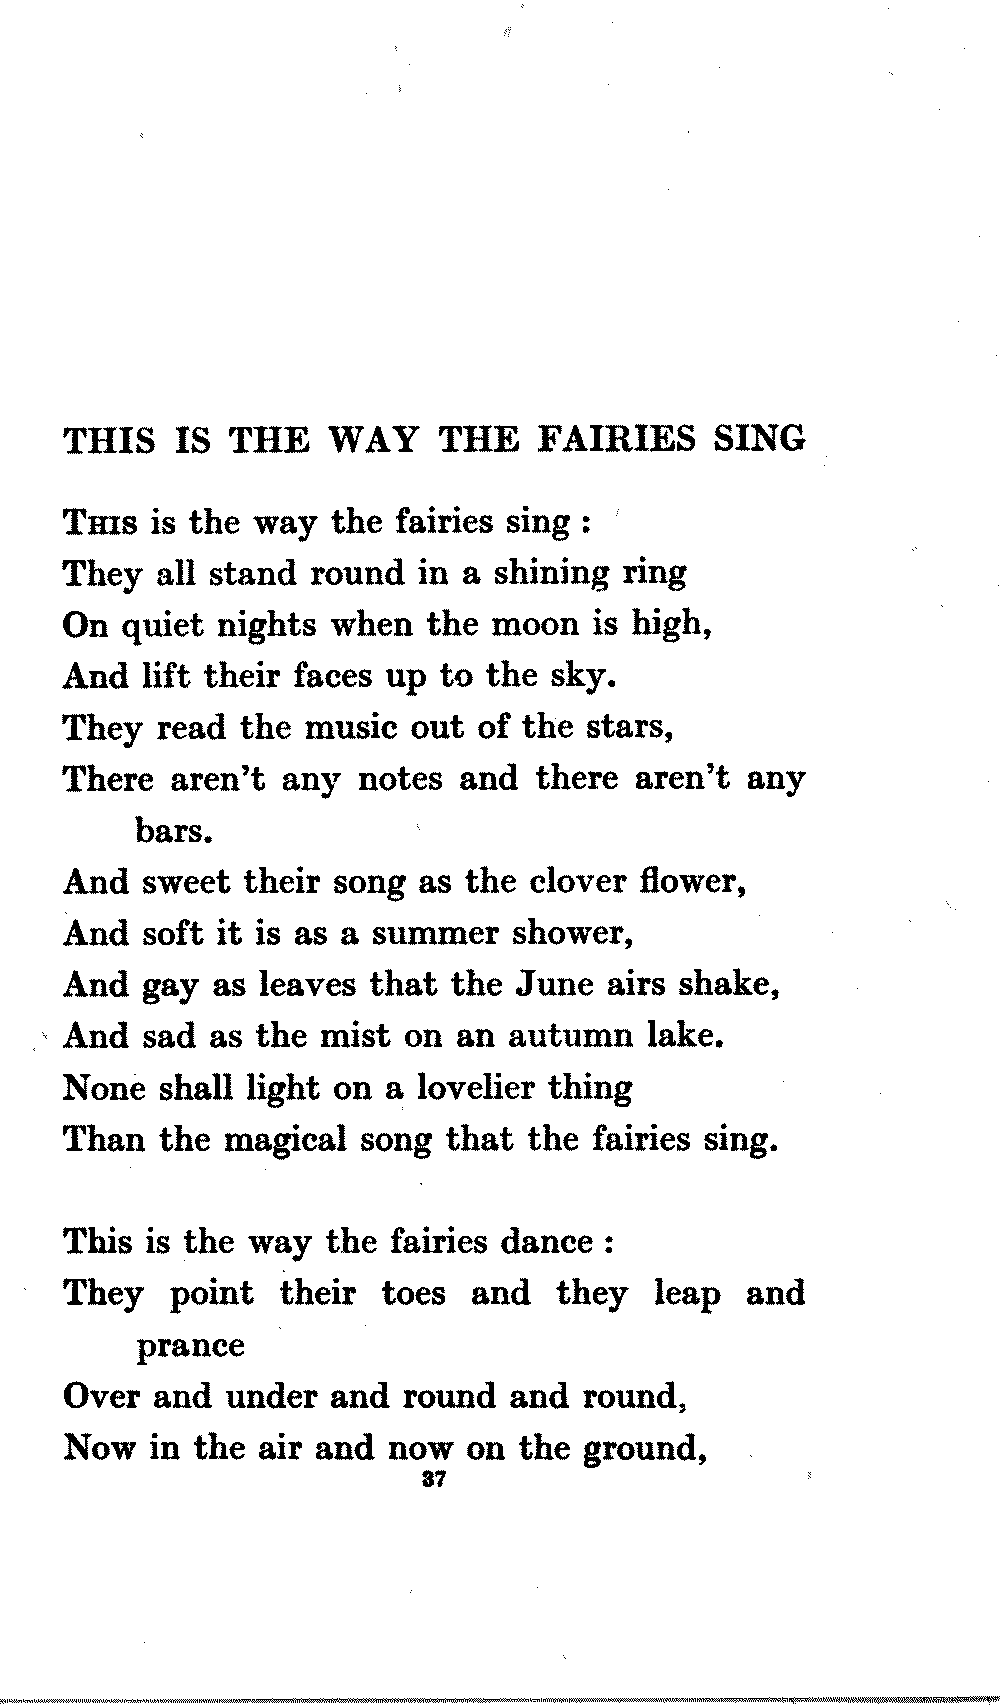 THIS IS THE WAY THE FAIRIES SING
THIS is the way the fairies sing :
They all stand round in a shining ring
On quiet nights when the moon is high,
And lift their faces up to the sky.
They read the music out of the stars,
There aren't any notes and there aren't any
bars.
And sweet their song as the clover flower,
And soft it is as a summer shower,
And gay as leaves that the June airs shake,
And sad as the mist on an autumn lake.
None shall light on a lovelier thing
Than the magical song that the fairies sing.
This is the way the fairies dance :
They point their toes and they leap and
prance
Over and under and round and round,
Now in the air and now on the ground,
37